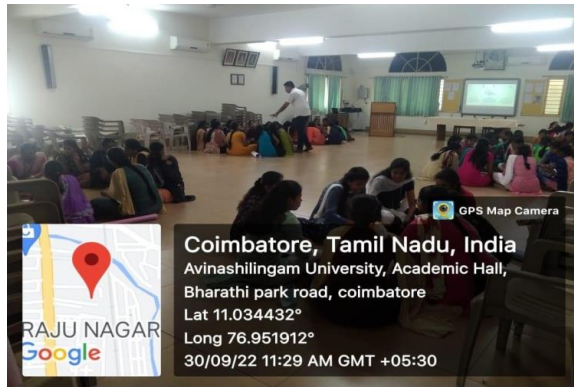 GPS Map Camera
Coimbatore, Tamil Nadu, India
Avinashilingam University, Academic Hall,
Bharathi park road, coimbatore
Lat 11.034432°
Long 76.951912°
30/09/22 11:29 AM GMT +05:30
RAJU NAGAR
Google